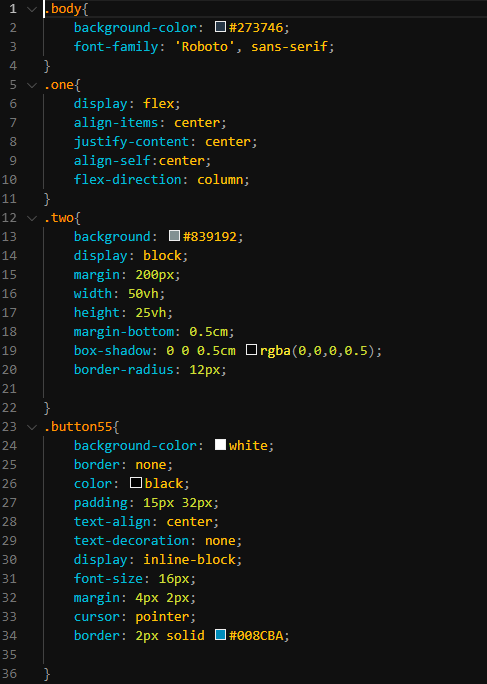 1 .body{
2 background-color: #273746;
3 font-family: 'Roboto', sans-serif;
4 }
5 .one{
6 display: flex;
7 align-items: center;
8 justify-content: center;
9 align-self:center;
10 flex-direction: column;
11 }
12 .two{
13 background: #839192;
14 display: block;
15 margin: 200px;
16 width: 50vh;
17 height: 25vh;
18 margin-bottom: 0.5cm;
19 box-shadow: 0 0 0.5cm rgba(0,0,0,0.5);
20 border-radius: 12px;
21
22 }
23 .button55{
24 background-color: white;
25 border: none;
26 color: black;
27 padding: 15px 32px;
28 text-align: center;
29 text-decoration: none;
30 display: inline-block;
31 font-size: 16px;
32 margin: 4px 2px;
33 cursor: pointer;
34 border: 2px solid #008CBA;
35
36 }